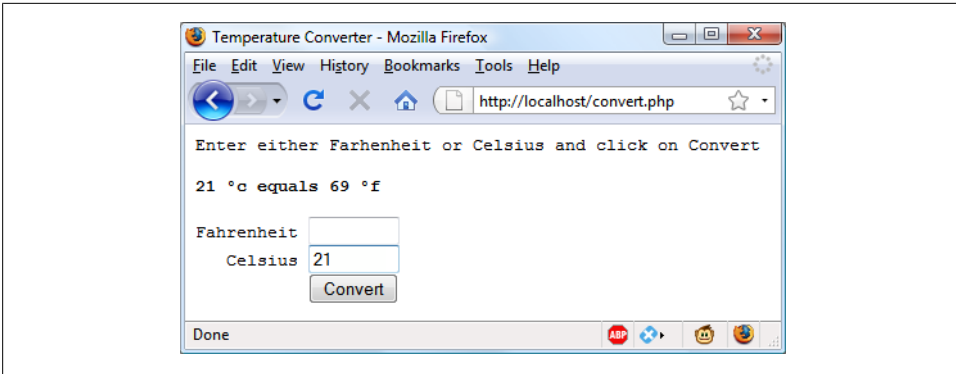 Temperature Converter - Mozilla Firefox
File Edit View History Bookmarks Tools Help
http://localhost/convert.php
Enter either Farhenheit or Celsius and click on Convert
21 °c equals 69 °f
Fahrenheit
Celsius 21
Convert
Done ABP